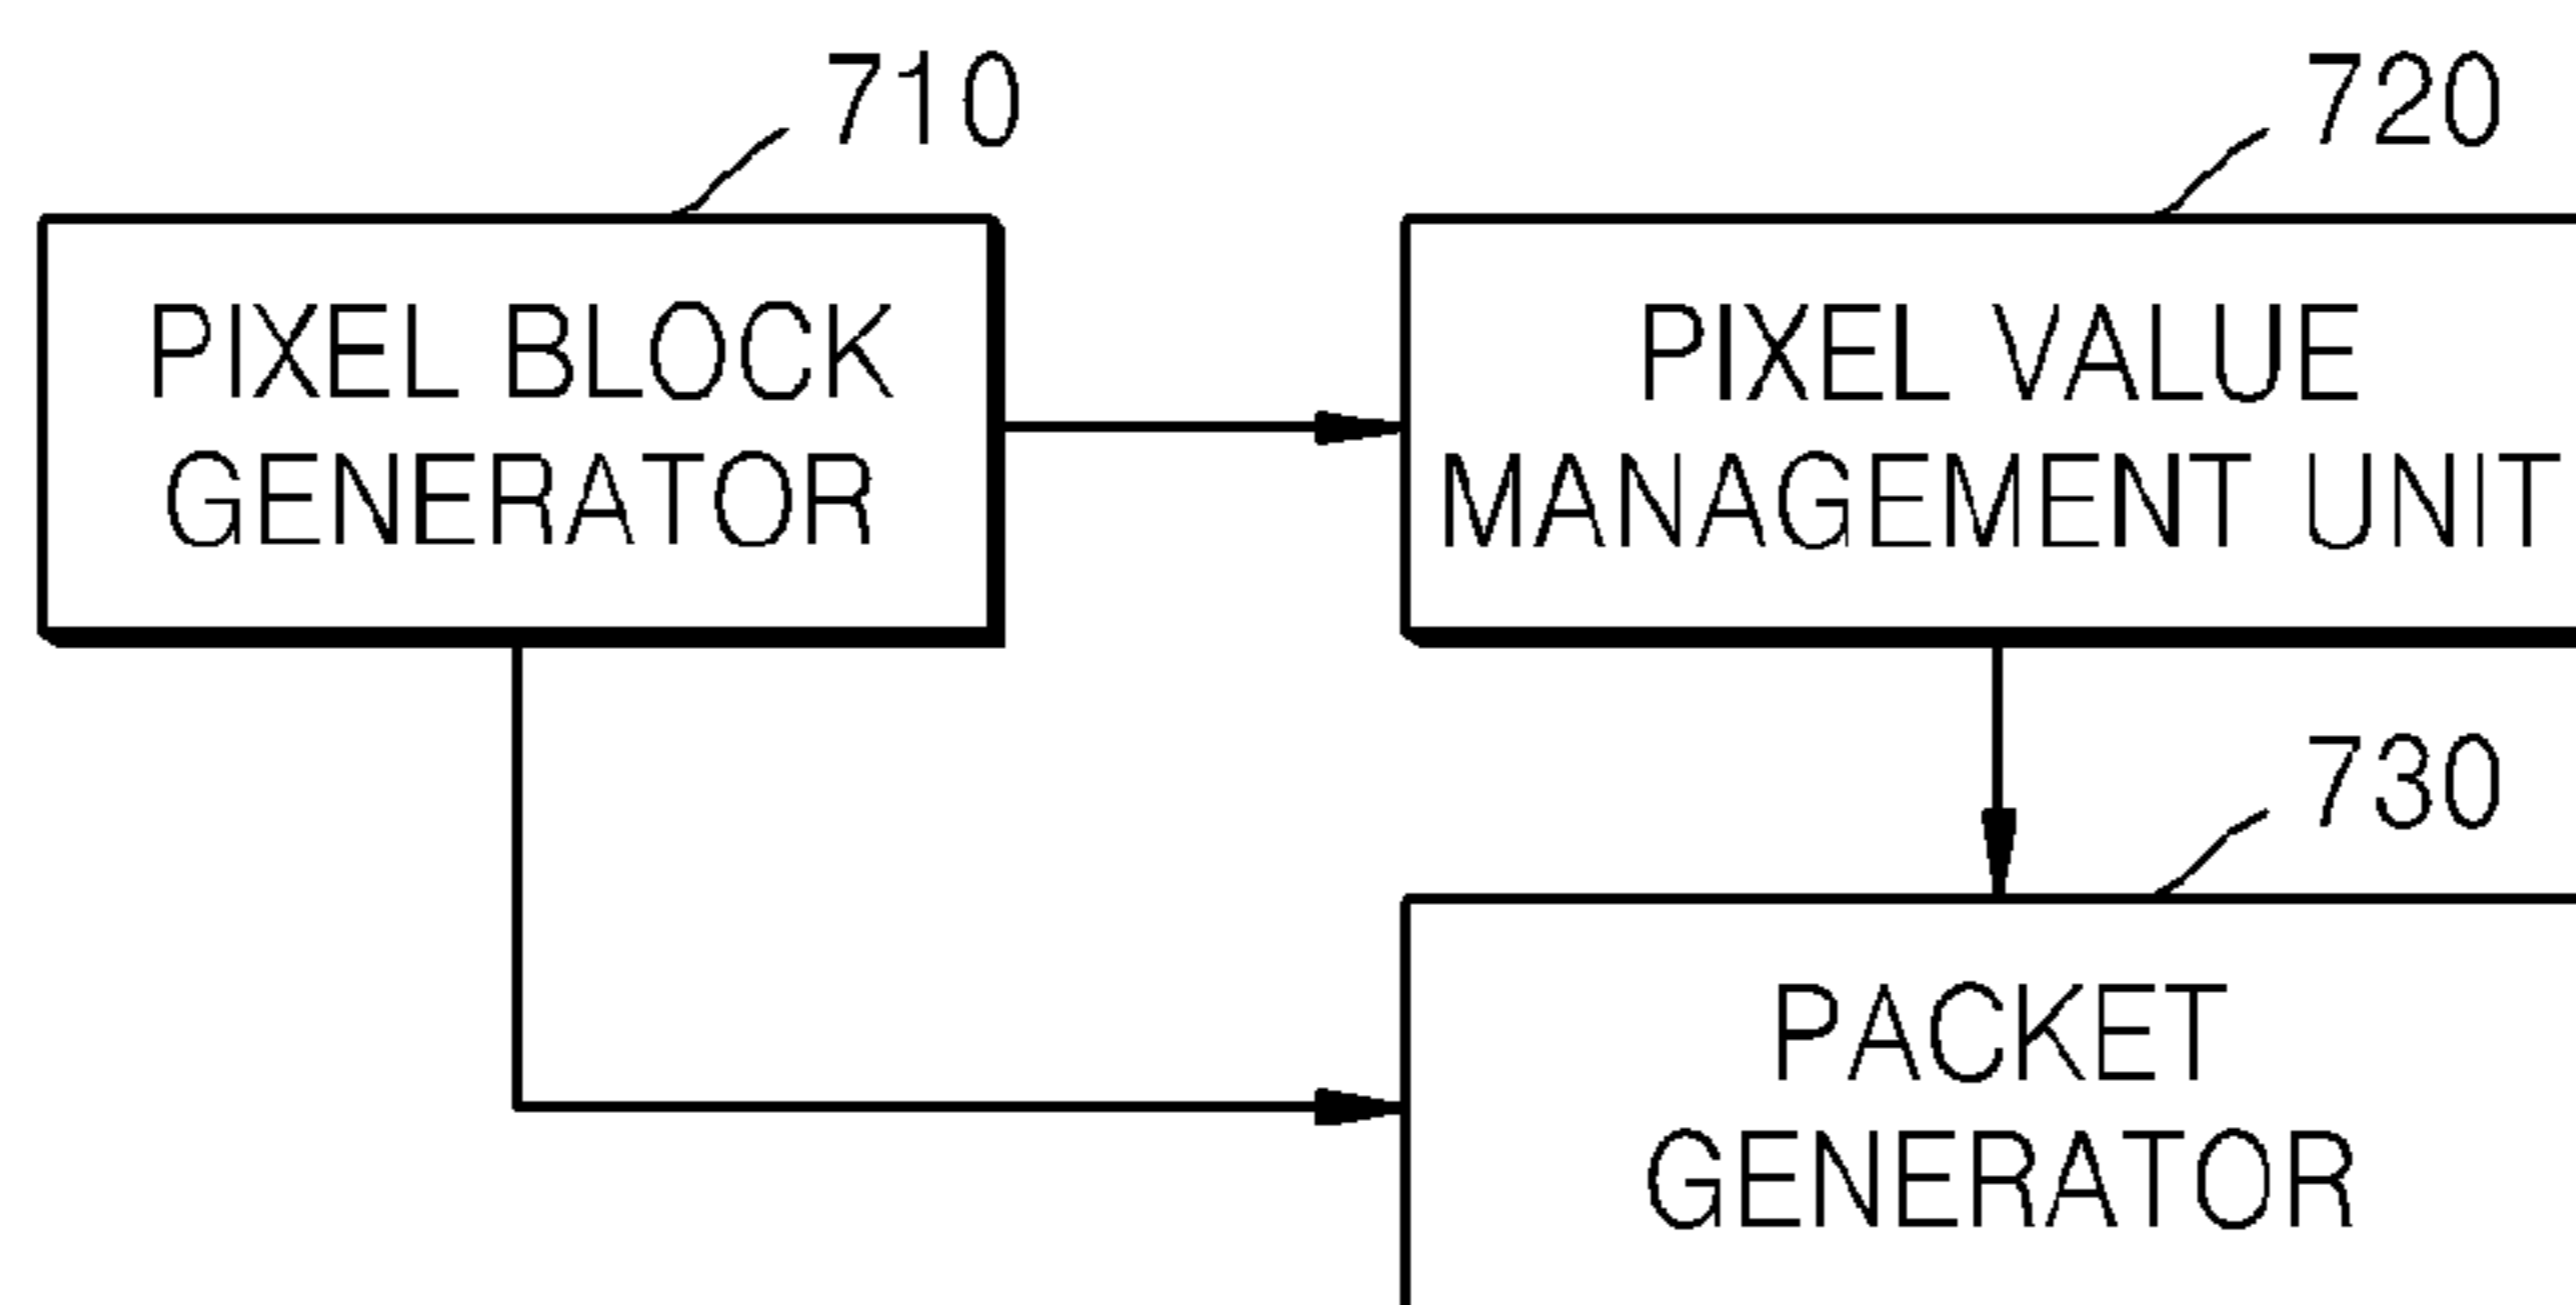 710
720
PIXEL BLOCK
GENERATOR
PIXEL VALUE
MANAGEMENT UNIT
730
PACKET
GENERATOR